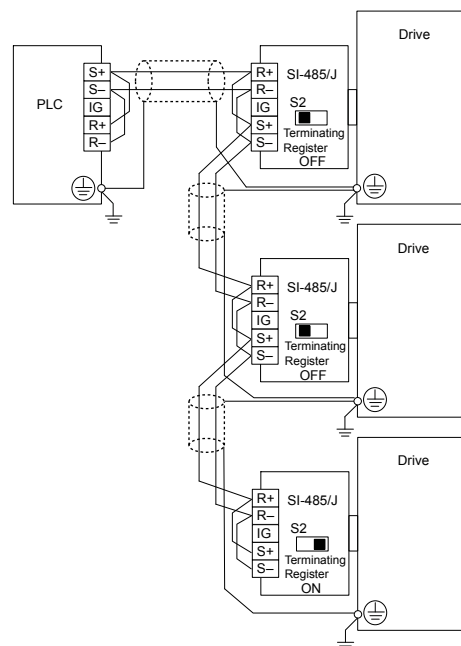 Drive
PLC
S+
S–
IG
R+
R–
R+
R–
IG
S+
S–
SI-485/J
S2
Terminating
Register
OFF
Drive
R+
R–
IG
S+
S–
SI-485/J
S2
Terminating
Register
OFF
Drive
R+
R–
IG
S+
S–
SI-485/J
S2
Terminating
Register
ON